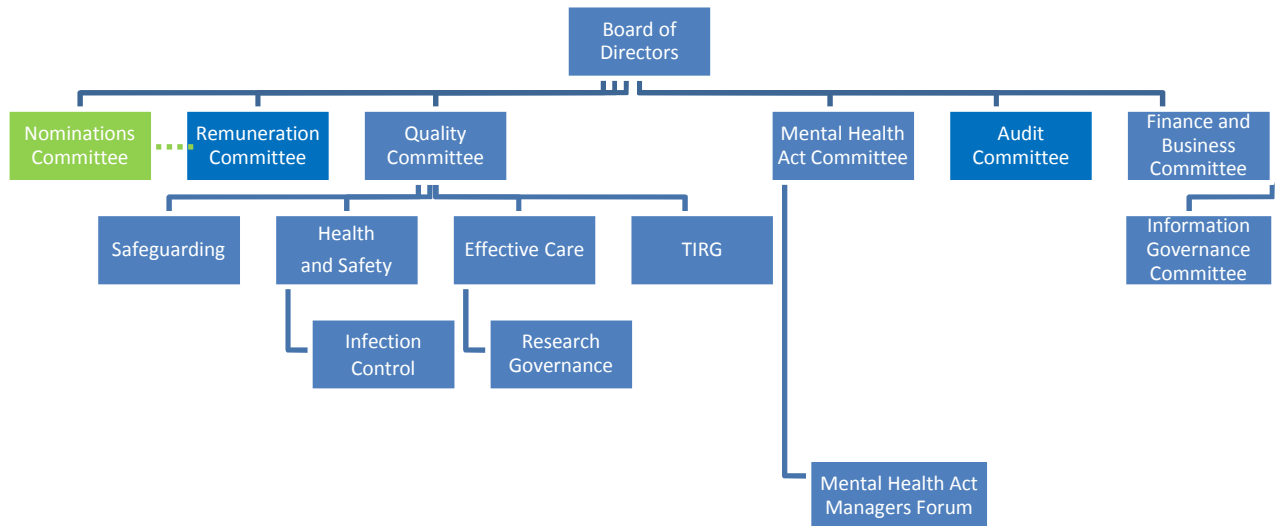 Board of
Directors
Nominations
Committee
Remuneration
Committee
Quality
Committee
Mental Health
Act Committee
Audit
Committee
Finance and
Business
Committee
Safeguarding
Health
and Safety
Effective Care
TIRG
Information
Governance
Committee
Infection
Control
Research
Governance
Mental Health Act
Managers Forum